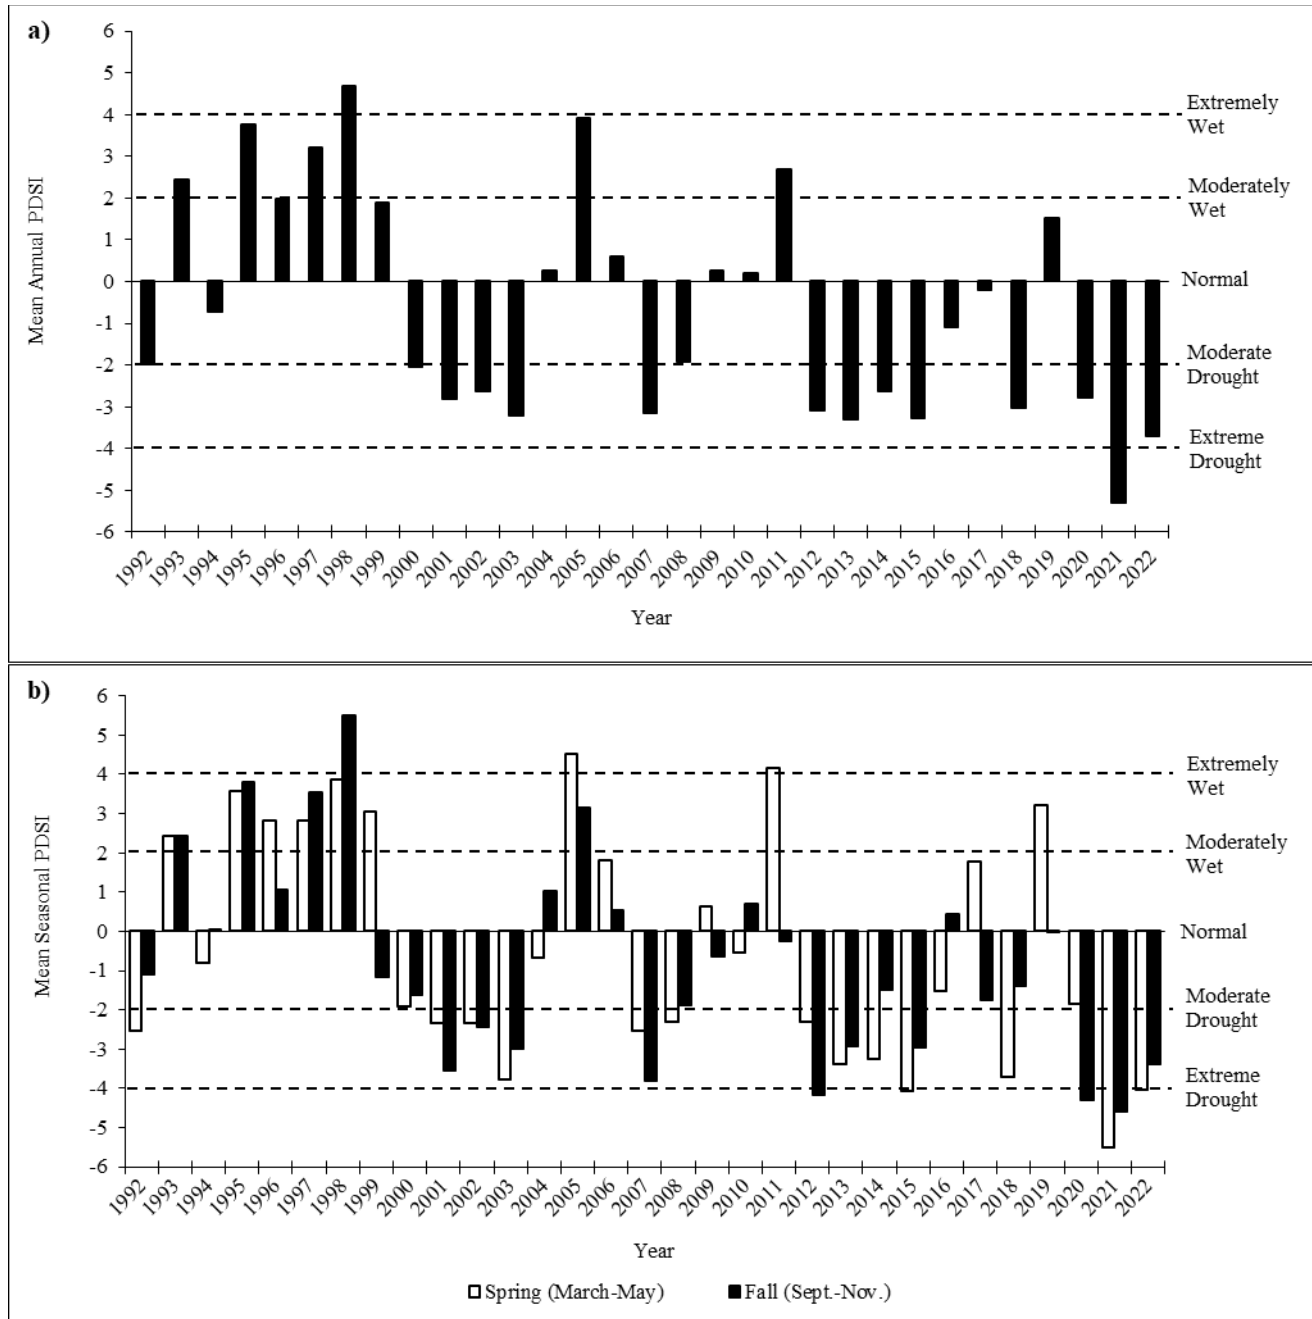 a)
6
5
4
3
2
1
0
-1
-2
-3
-4
-5
-6
Mean Annual PDSI
Extremely
Wet
Moderately
Wet
Normal
Moderate
Drought
Extreme
Drought
1992 1993 1994 1995 1996 1997 1998 1999 2000 2001 2002 2003 2004 2005 2006 2007 2008 2009 2010 2011 2012 2013 2014 2015 2016 2017 2018 2019 2020 2021 2022
Year
b)
6
5
4
3
2
1
0
-1
-2
-3
-4
-5
-6
Mean Seasonal PDSI
Extremely
Wet
Moderately
Wet
Normal
Moderate
Drought
Extreme
Drought
1992 1993 1994 1995 1996 1997 1998 1999 2000 2001 2002 2003 2004 2005 2006 2007 2008 2009 2010 2011 2012 2013 2014 2015 2016 2017 2018 2019 2020 2021 2022
Year
Spring (March-May) Fall (Sept.-Nov.)